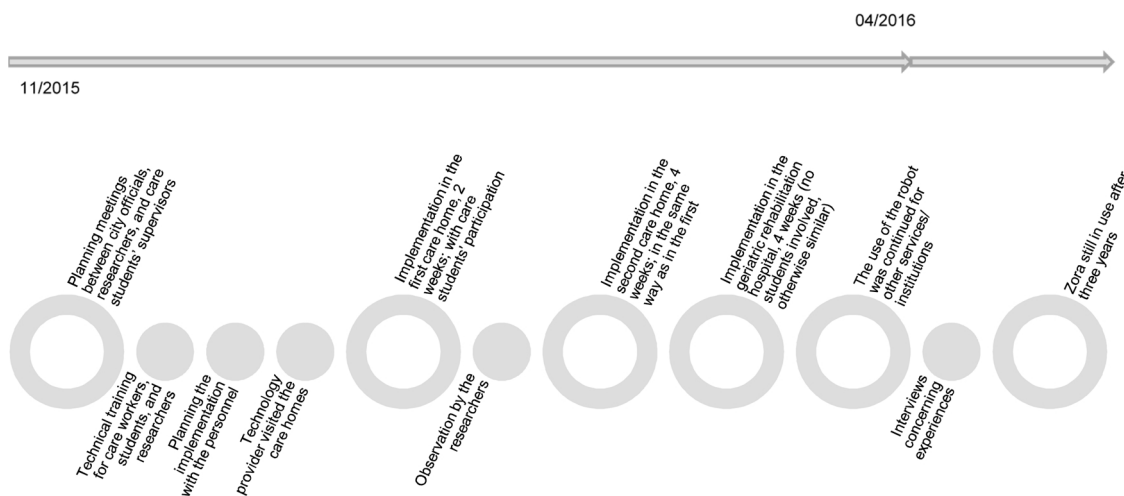 04/2016
11/2015
Planning meetings
between city officials,
researchers, and care
students' supervisors
Technical training
for care workers,
students, and
researchers
Planning the
implementation
with the personnel
Technology
provider visited the
care homes
Implementation in the
first care home, 2
weeks; with care
students' participation
Observation by the
researchers
Implementation in the
second care home, 4
weeks; in the same
way as in the first
Implementation in the
geriatric rehabilitation
hospital, 4 weeks (no
students involved,
otherwise similar)
The use of the robot
was continued for
other services/
institutions
Interviews
concerning
experiences
Zora still in use after
three years